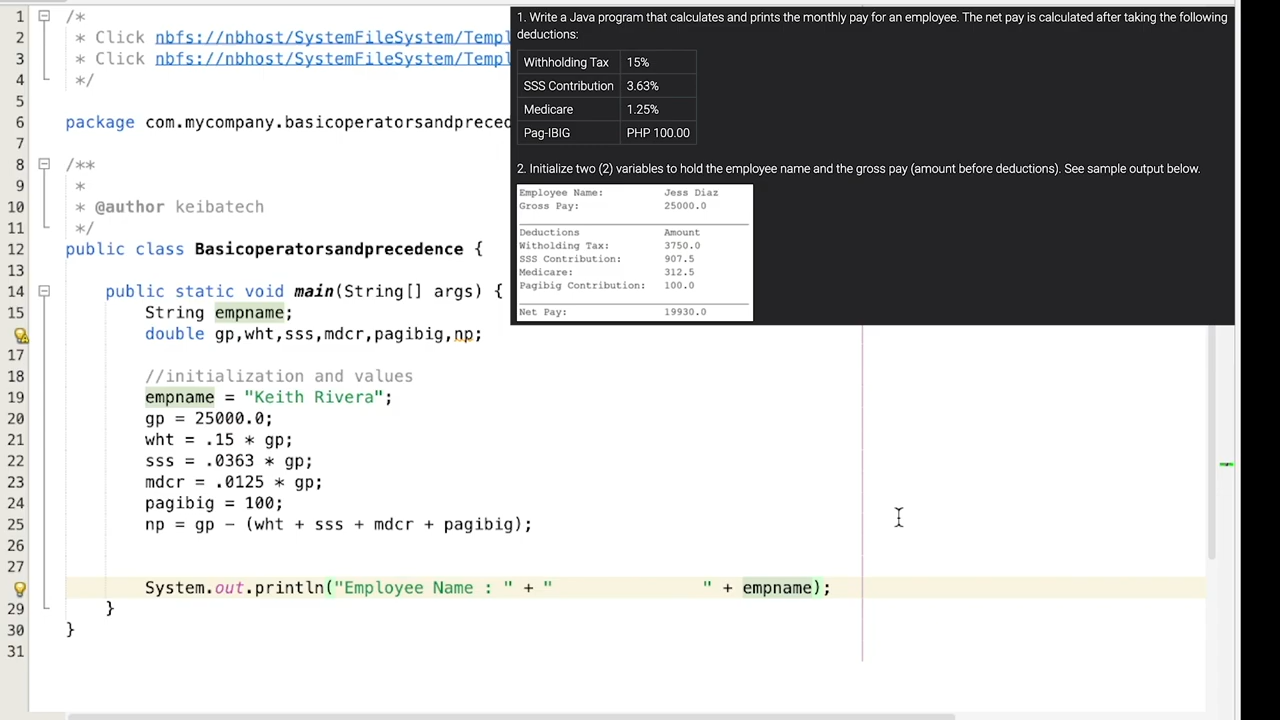 1 /*
2 * Click nbfs://nbhost/SystemFileSystem/Templ
3 * Click nbfs://nbhost/SystemFileSystem/Templ
4 */
5
6 package com.mycompany.basicoperatorsandpreced
7
8 /**
9 *
10 * @author keibatech
11 */
12 public class Basicoperatorsandprecedence {
13
14 public static void main(String[] args) {
15 String empname;
double gp,wht,sss,mdcr,pagibig,np;
17
18 //initialization and values
19 empname = "Keith Rivera";
20 gp = 25000.0;
21 wht = .15 * gp;
22 sss = .0363 * gp;
23 mdcr = .0125 * gp;
24 pagibig = 100;
25 np = gp - (wht + sss + mdcr + pagibig);
26
27
System.out.println("Employee Name : " + "               " + empname);
29 }
30 }
31
1. Write a Java program that calculates and prints the monthly pay for an employee. The net pay is calculated after taking the following
deductions:
Withholding Tax 15%
SSS Contribution 3.63%
Medicare 1.25%
Pag-IBIG PHP 100.00
2. Initialize two (2) variables to hold the employee name and the gross pay (amount before deductions). See sample output below.
Employee Name: Jess Diaz
Gross Pay: 25000.0
Deductions Amount
Witholding Tax: 3750.0
SSS Contribution: 907.5
Medicare: 312.5
Pagibig Contribution: 100.0
Net Pay: 19930.0